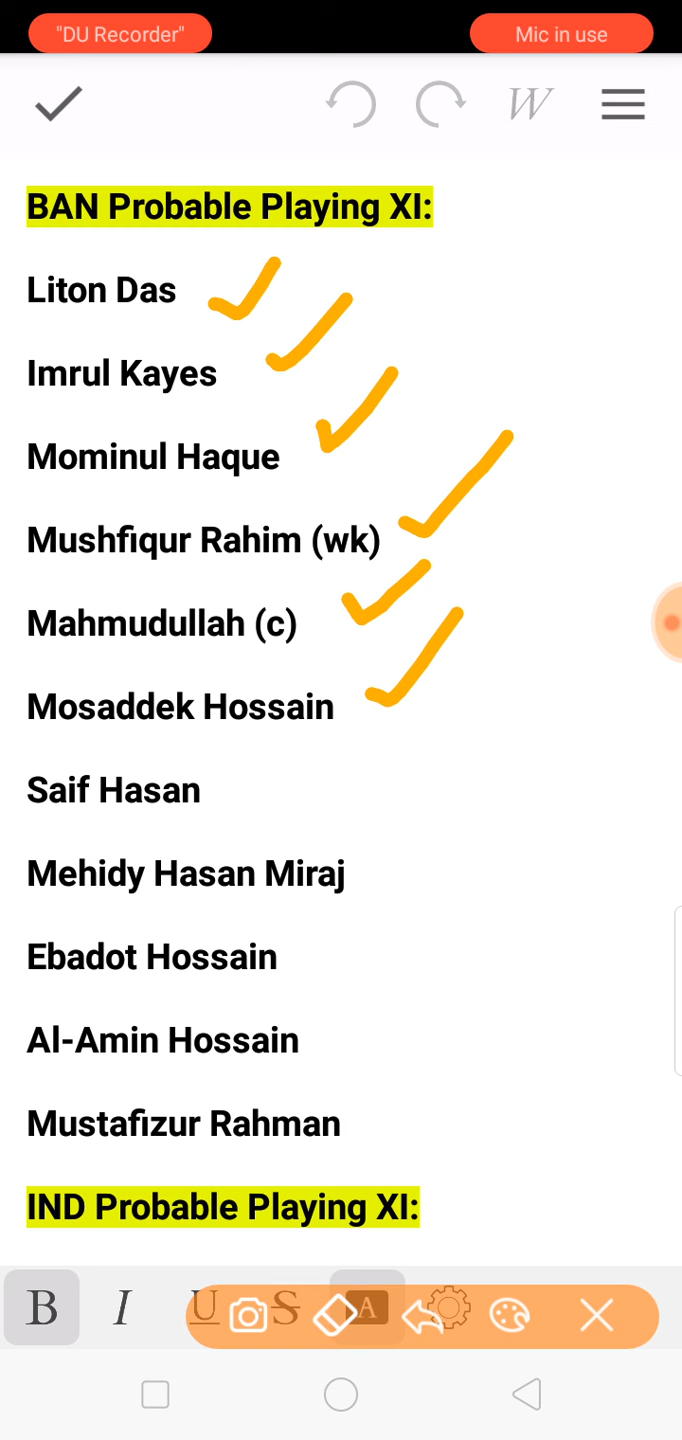 "DU Recorder"
Mic in use
W
BAN Probable Playing XI:
Liton Das
Imrul Kayes
Mominul Haque
Mushfiqur Rahim (wk)
Mahmudullah (c)
Mosaddek Hossain
Saif Hasan
Mehidy Hasan Miraj
Ebadot Hossain
Al-Amin Hossain
Mustafizur Rahman
IND Probable Playing XI:
B I U S A